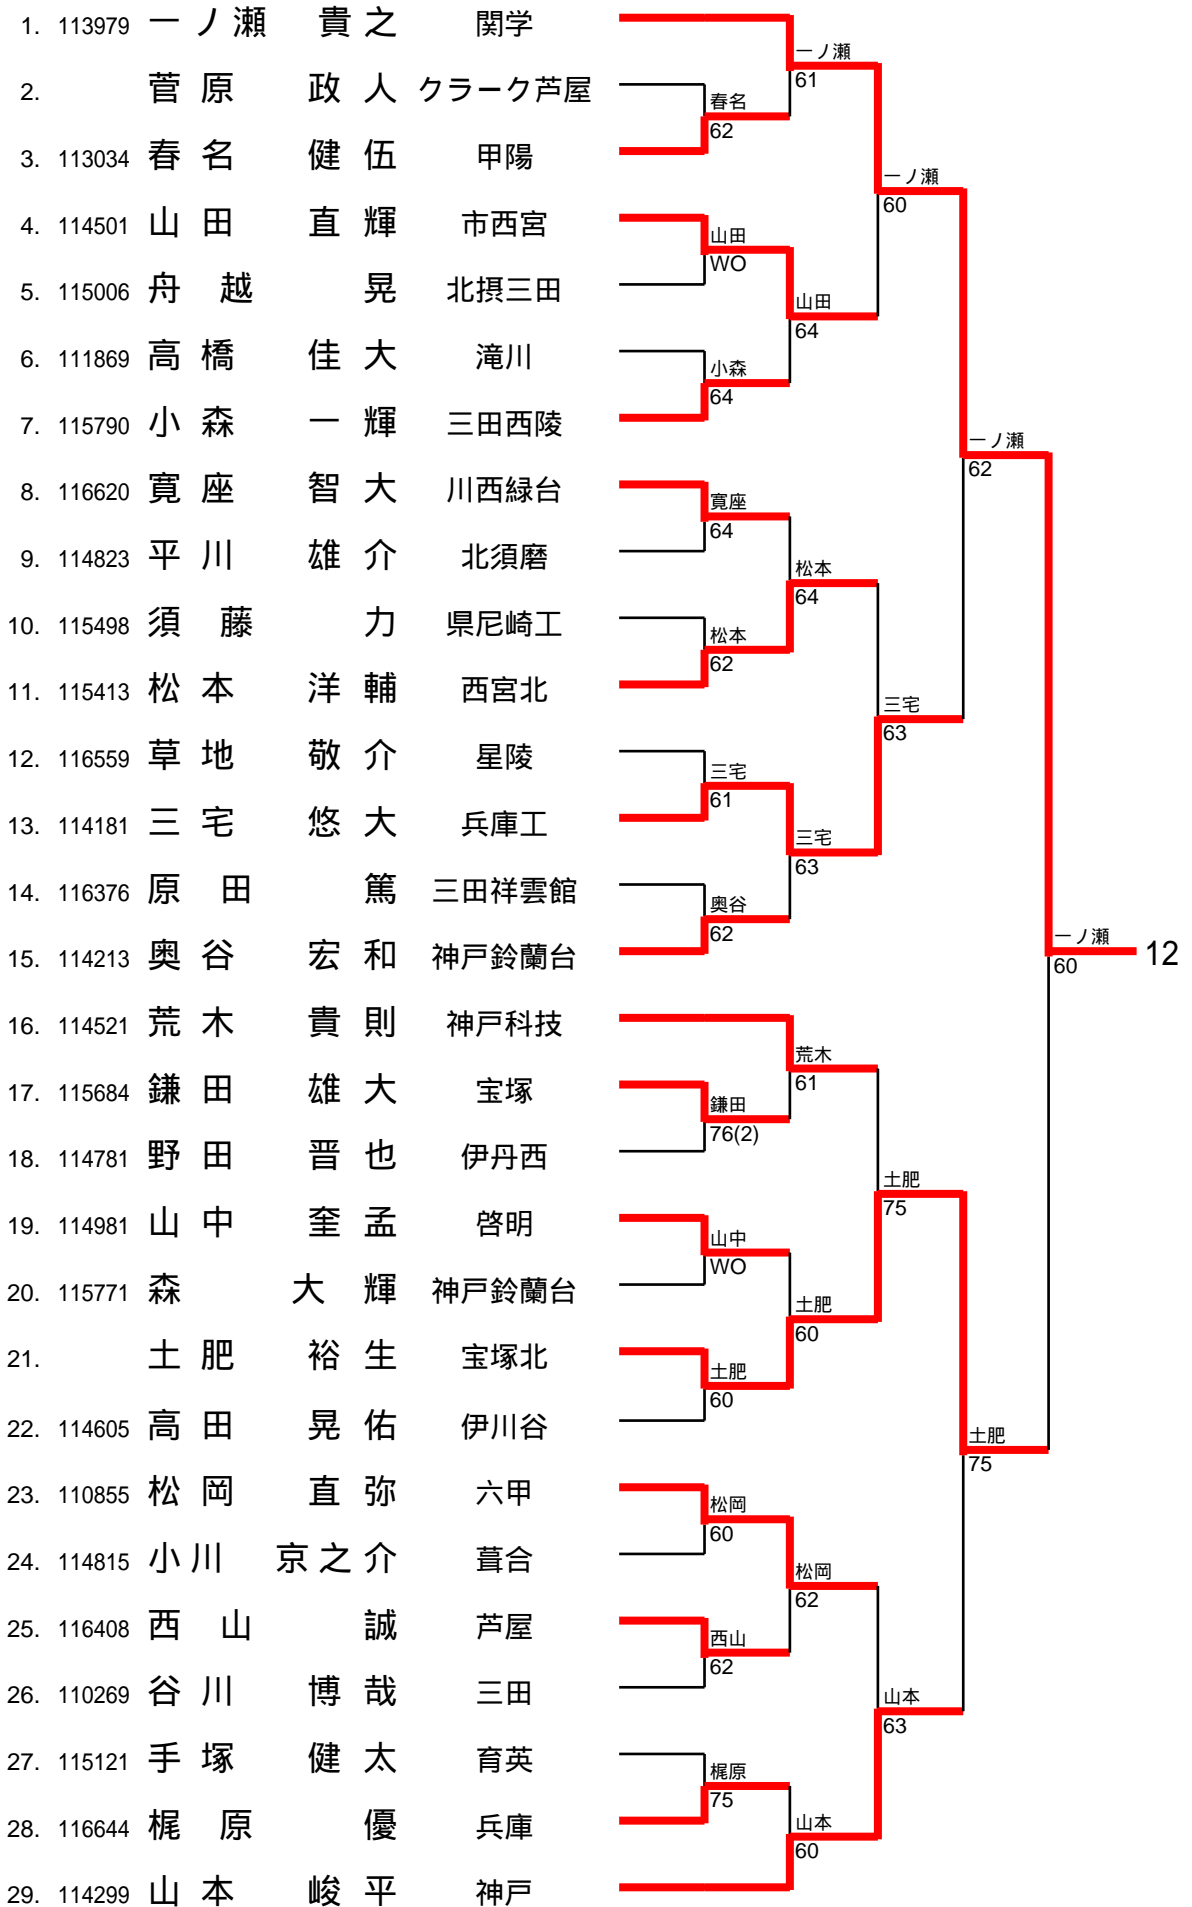 1. 113979 一ノ瀬 貴之 関学
2. 菅原 政人 クラーク芦屋
3. 113034 春名 健伍 甲陽
4. 114501 山田 直輝 市西宮
5. 115006 舟越 晃 北摂三田
6. 111869 高橋 佳大 滝川
7. 115790 小森 一輝 三田西陵
8. 116620 寛座 智大 川西緑台
9. 114823 平川 雄介 北須磨
10. 115498 須藤 力 県尼崎工
11. 115413 松本 洋輔 西宮北
12. 116559 草地 敬介 星陵
13. 114181 三宅 悠大 兵庫工
14. 116376 原田 篤 三田祥雲館
15. 114213 奥谷 宏和 神戸鈴蘭台
16. 114521 荒木 貴則 神戸科技
17. 115684 鎌田 雄大 宝塚
18. 114781 野田 晋也 伊丹西
19. 114981 山中 奎孟 啓明
20. 115771 森 大輝 神戸鈴蘭台
21. 土肥 裕生 宝塚北
22. 114605 高田 晃佑 伊川谷
23. 110855 松岡 直弥 六甲
24. 114815 小川 京之介 葺合
25. 116408 西山 誠 芦屋
26. 110269 谷川 博哉 三田
27. 115121 手塚 健太 育英
28. 116644 梶原 優 兵庫
29. 114299 山本 峻平 神戸
春名
62
山田
WO
小森
64
寛座
64
松本
62
三宅
61
奥谷
62
鎌田
76(2)
山中
WO
土肥
60
松岡
60
西山
62
梶原
75
一ノ瀬
61
山田
64
松本
64
三宅
63
荒木
61
土肥
60
松岡
62
山本
60
一ノ瀬
60
三宅
63
土肥
75
山本
63
一ノ瀬
62
土肥
75
一ノ瀬
60
12